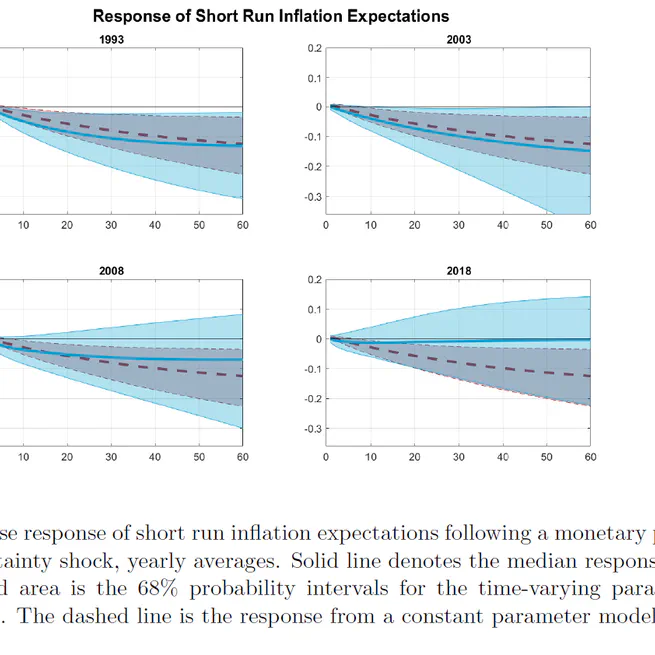 Response of Short Run Inflation Expectations
1993
2003
0.2
0.1
0
-0.1
-0.2
-0.3
10 20 30 40 50 60
0 10 20 30 40 50 60
2008
2018
0.2
0.1
0
-0.1
-0.2
-0.3
10 20 30 40 50 60
0 10 20 30 40 50 60
se response of short run inflation expectations following a monetary p
tainty shock, yearly averages. Solid line denotes the median respons
d area is the 68% probability intervals for the time-varying para
. The dashed line is the response from a constant parameter model